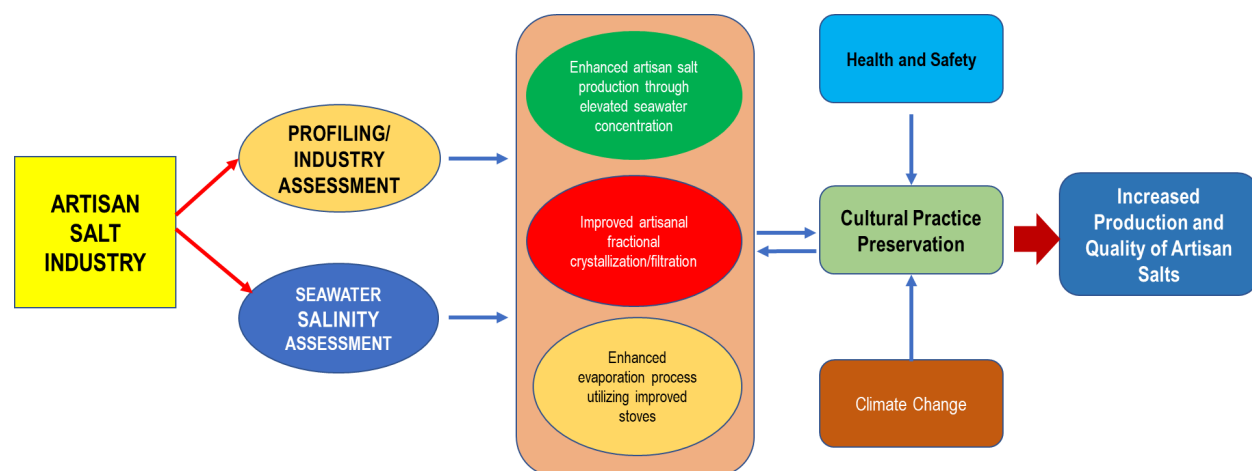 ARTISAN
SALT
INDUSTRY
PROFILING/
INDUSTRY
ASSESSMENT
SEAWATER
SALINITY
ASSESSMENT
Enhanced artisan salt
production through
elevated seawater
concentration
Improved artisanal
fractional
crystallization/filtration
Enhanced
evaporation process
utilizing improved
stoves
Health and Safety
Cultural Practice
Preservation
Climate Change
Increased
Production and
Quality of Artisan
Salts